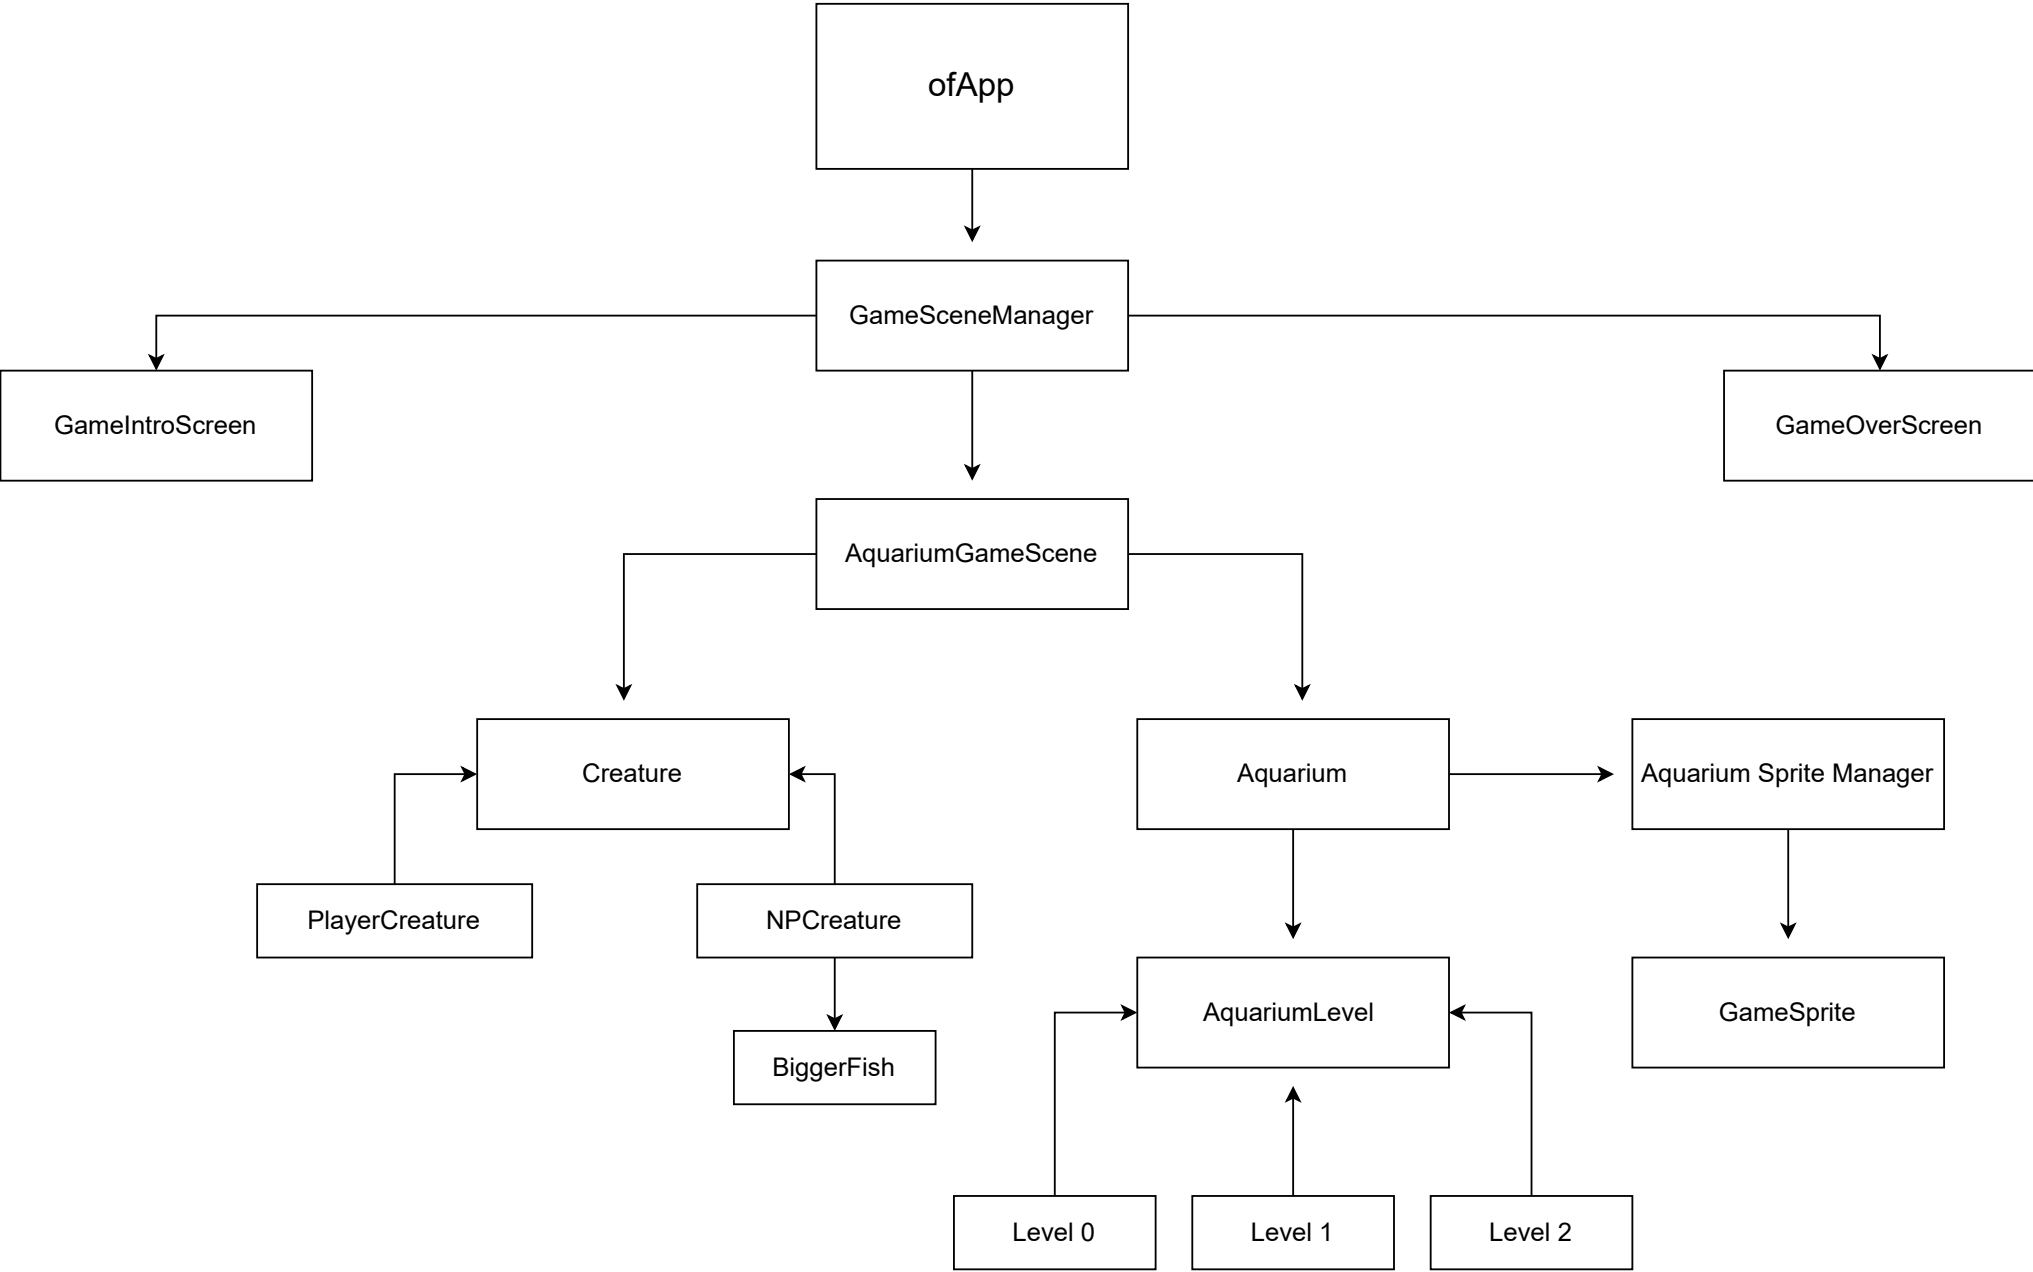 ofApp
GameSceneManager
GameIntroScreen
GameOverScreen
AquariumGameScene
Creature
Aquarium
Aquarium Sprite Manager
PlayerCreature
NPCreature
AquariumLevel
GameSprite
BiggerFish
Level 0
Level 1
Level 2